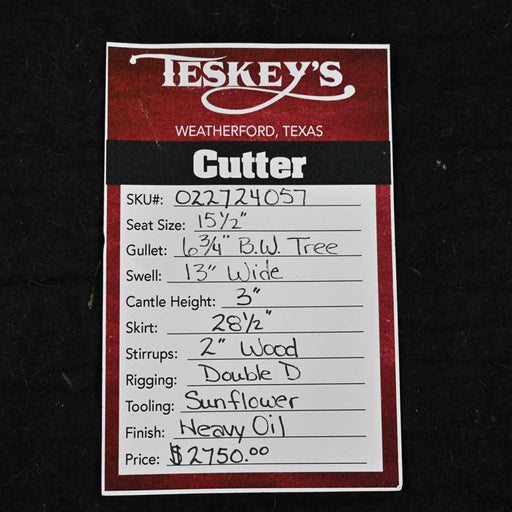 TESKEY'S
WEATHERFORD, TEXAS
Cutter
SKU#: 022724057
Seat Size: 15½"
Gullet: 6¾" B.W. Tree
Swell: 13" Wide
Cantle Height: 3"
Skirt: 28½"
Stirrups: 2" Wood
Rigging: Double D
Tooling: Sunflower
Finish: Heavy Oil
Price: $2750.00